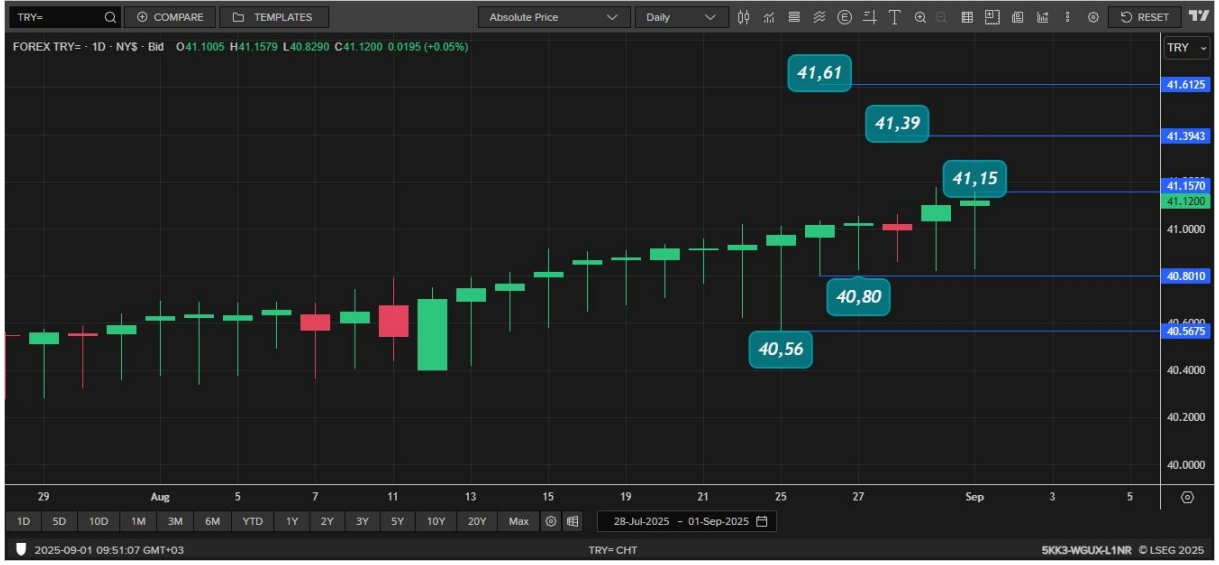 TRY=
COMPARE
TEMPLATES
Absolute Price
Daily
RESET
FOREX TRY= · 1D · NY$ · Bid O41.1005 H41.1579 L40.8290 C41.1200 0.0195 (+0.05%)
TRY
41,61
41.6125
41,39
41.3943
41,15
41.1570
41.1200
41.0000
40.8010
40,80
40.6000
40.5675
40,56
40.4000
40.2000
40.0000
29 Aug 5 7 11 13 15 19 21 25 27 Sep 3 5
1D 5D 10D 1M 3M 6M YTD 1Y 2Y 3Y 5Y 10Y 20Y Max 28-Jul-2025 - 01-Sep-2025
2025-09-01 09:51:07 GMT+03 TRY= CHT 5KK3-WGUX-L1NR © LSEG 2025